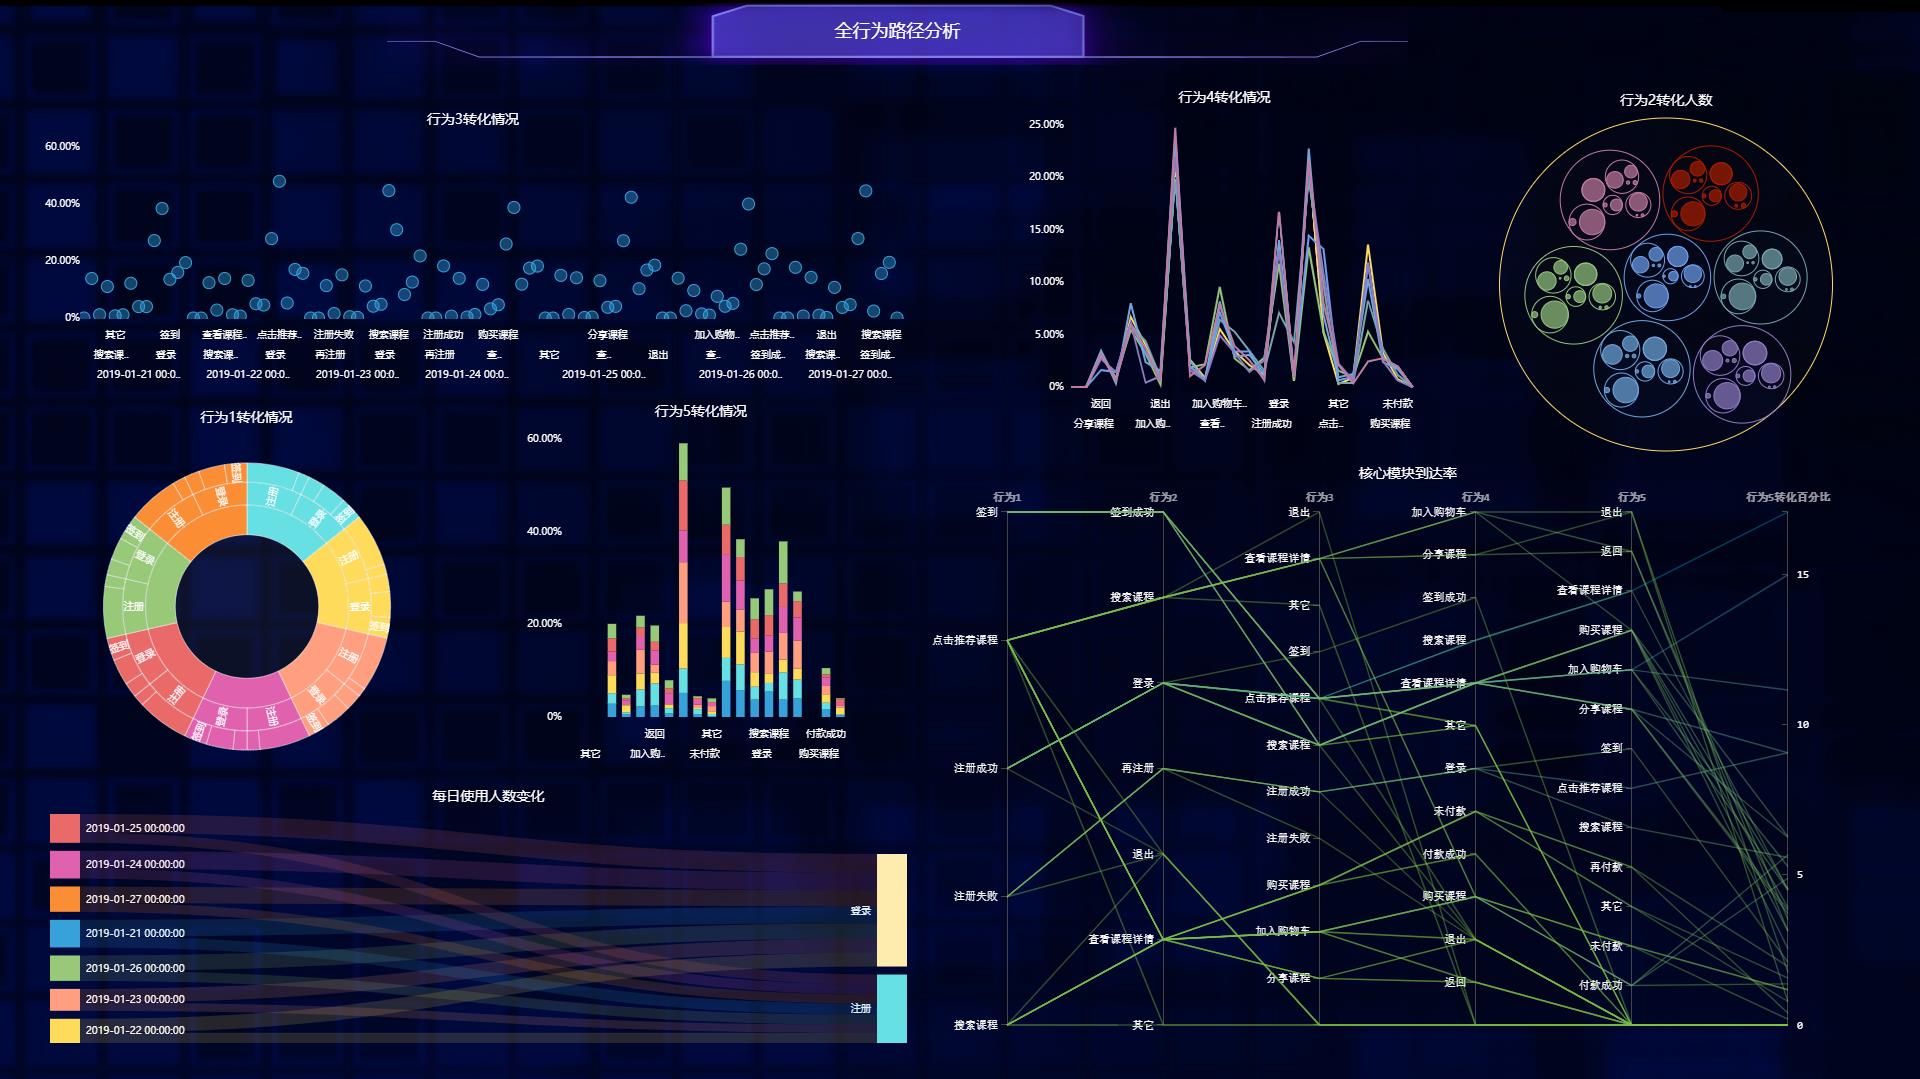 全行为路径分析
行为3转化情况
60.00%
40.00%
20.00%
0%
其它 签到 查看课程.. 点击推荐.. 注册失败 搜索课程 注册成功 购买课程 分享课程 加入购物.. 点击推荐.. 退出 搜索课程
搜索课.. 登录 搜索课.. 登录 再注册 登录 再注册 查.. 其它 查.. 退出 查.. 签到成.. 搜索课.. 签到成..
2019-01-21 00:0.. 2019-01-22 00:0.. 2019-01-23 00:0.. 2019-01-24 00:0.. 2019-01-25 00:0.. 2019-01-26 00:0.. 2019-01-27 00:0..
行为4转化情况
25.00%
20.00%
15.00%
10.00%
5.00%
0%
返回 退出 加入购物车.. 登录 其它 未付款
分享课程 加入购.. 查看.. 注册成功 点击.. 购买课程
行为2转化人数
行为1转化情况
注册
登录
签到
注册
登录
签到
注册
登录
签到
注册
登录
签到
注册
登录
签到
注册
登录
签到
注册
登录
签到
行为5转化情况
60.00%
40.00%
20.00%
0%
返回 其它 搜索课程 付款成功
其它 加入购.. 未付款 登录 购买课程
每日使用人数变化
2019-01-25 00:00:00
2019-01-24 00:00:00
2019-01-27 00:00:00
2019-01-21 00:00:00
2019-01-26 00:00:00
2019-01-23 00:00:00
2019-01-22 00:00:00
登录
注册
核心模块到达率
行为1
签到
点击推荐课程
注册成功
注册失败
搜索课程
行为2
签到成功
搜索课程
登录
再注册
退出
查看课程详情
其它
行为3
退出
查看课程详情
其它
签到
点击推荐课程
搜索课程
注册成功
注册失败
购买课程
加入购物车
分享课程
行为4
加入购物车
分享课程
签到成功
搜索课程
查看课程详情
其它
登录
未付款
付款成功
购买课程
退出
返回
行为5
退出
返回
查看课程详情
购买课程
加入购物车
分享课程
签到
点击推荐课程
搜索课程
再付款
其它
未付款
付款成功
行为5转化百分比
15
10
5
0